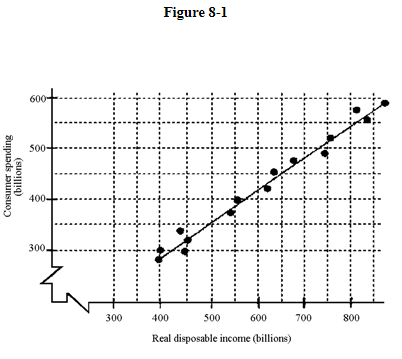 Figure 8-1
Consumer spending
(billions)
600
500
400
300
300 400 500 600 700 800
Real disposable income (billions)